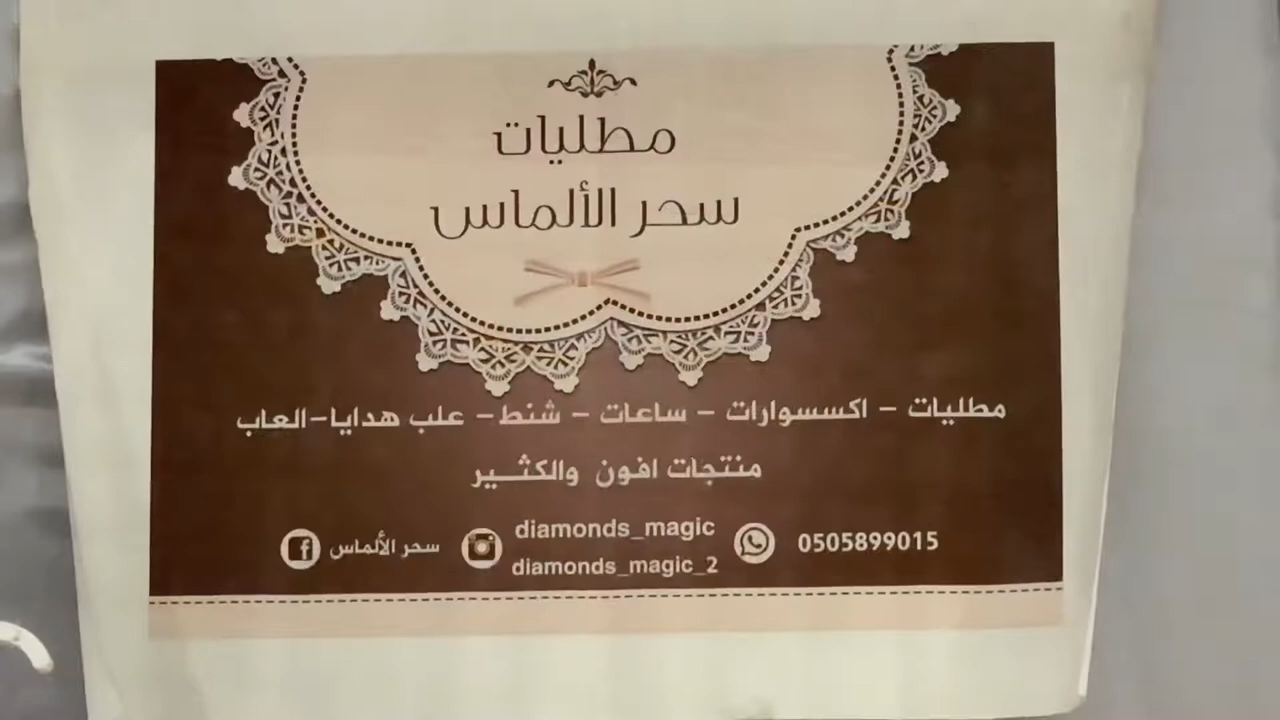 مطليات
سحر الألماس
مطليات - اكسسوارات - ساعات - شنط - علب هدايا-العاب
منتجات افون والكثير
سحر الألماس diamonds_magic 0505899015
diamonds_magic_2